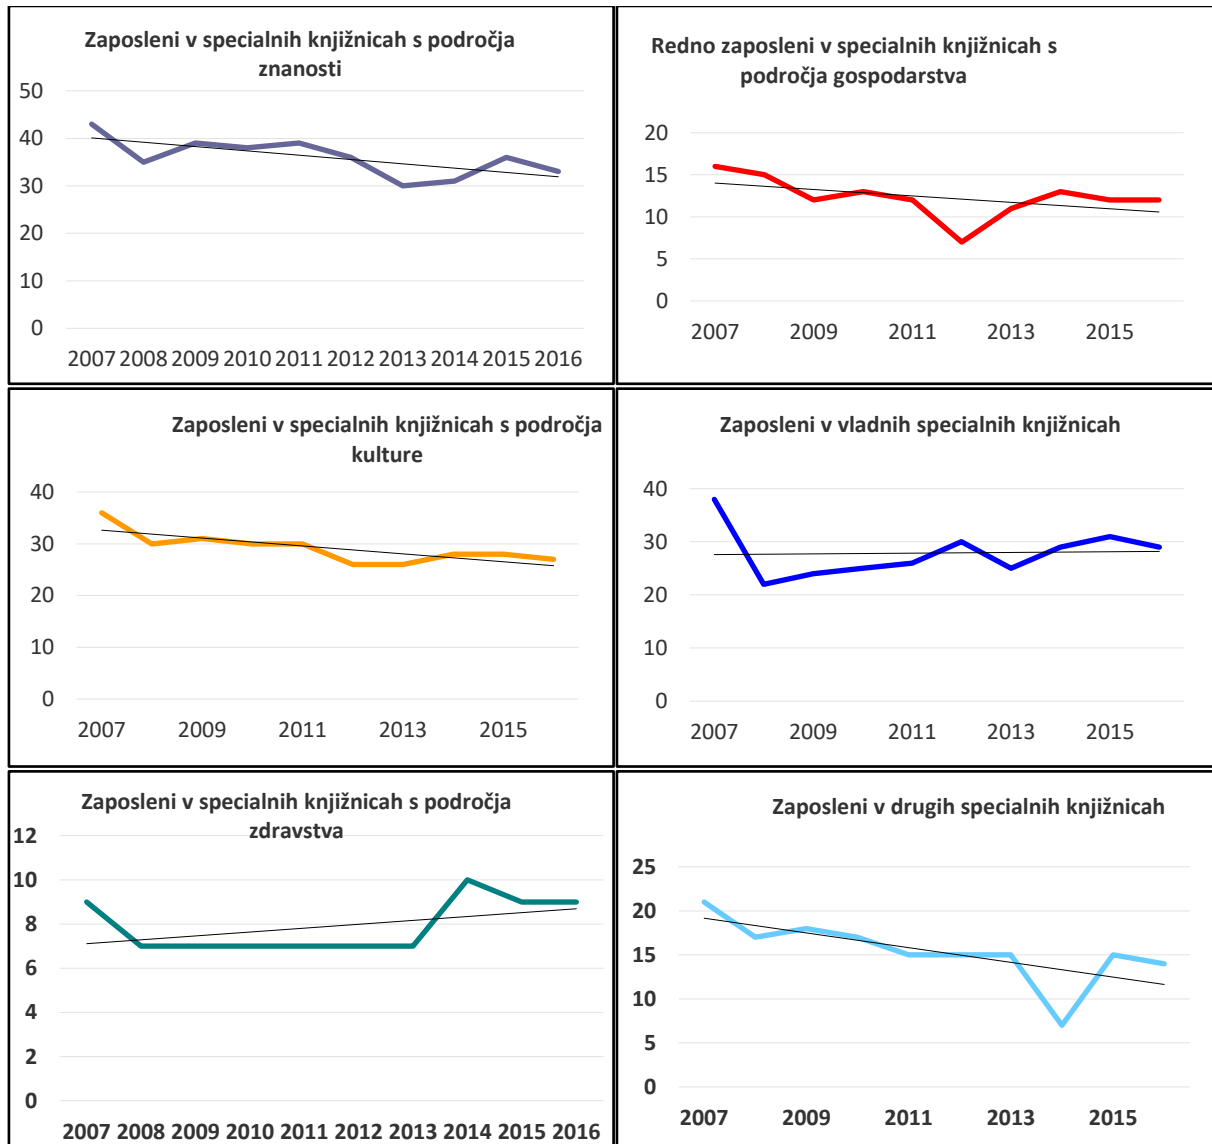 Zaposleni v specialnih knjižnicah s področja
znanosti
50
40
30
20
10
0
2007 2008 2009 2010 2011 2012 2013 2014 2015 2016
Redno zaposleni v specialnih knjižnicah s
področja gospodarstva
20
15
10
5
0
2007 2009 2011 2013 2015
Zaposleni v specialnih knjižnicah s področja
kulture
40
30
20
10
0
2007 2009 2011 2013 2015
Zaposleni v vladnih specialnih knjižnicah
40
30
20
10
0
2007 2009 2011 2013 2015
Zaposleni v specialnih knjižnicah s področja
zdravstva
12
10
8
6
4
2
0
2007 2008 2009 2010 2011 2012 2013 2014 2015 2016
Zaposleni v drugih specialnih knjižnicah
25
20
15
10
5
0
2007 2009 2011 2013 2015